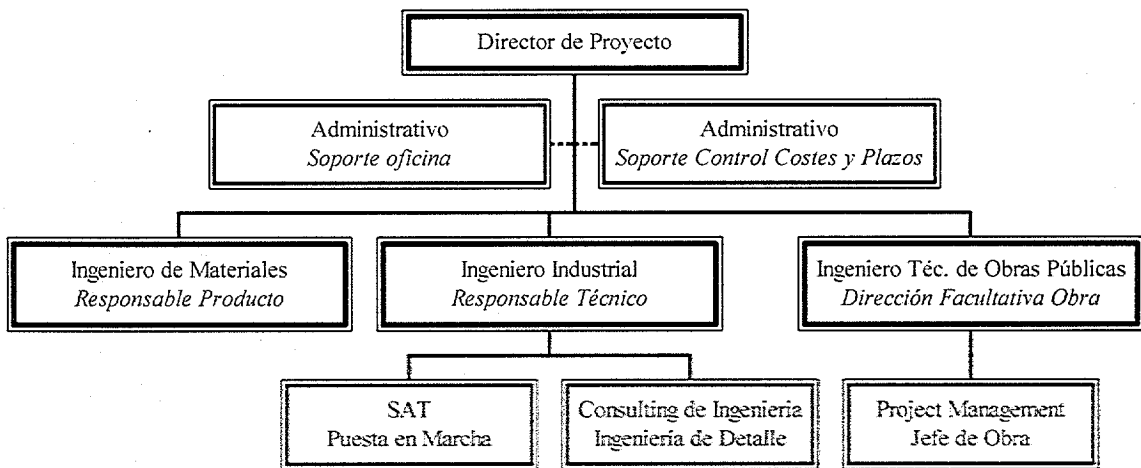 Director de Proyecto
Administrativo
Soporte oficina
Administrativo
Soporte Control Costes y Plazos
Ingeniero de Materiales
Responsable Producto
Ingeniero Industrial
Responsable Técnico
Ingeniero Téc. de Obras Públicas
Dirección Facultativa Obra
SAT
Puesta en Marcha
Consulting de Ingeniería
Ingeniería de Detalle
Project Management
Jefe de Obra